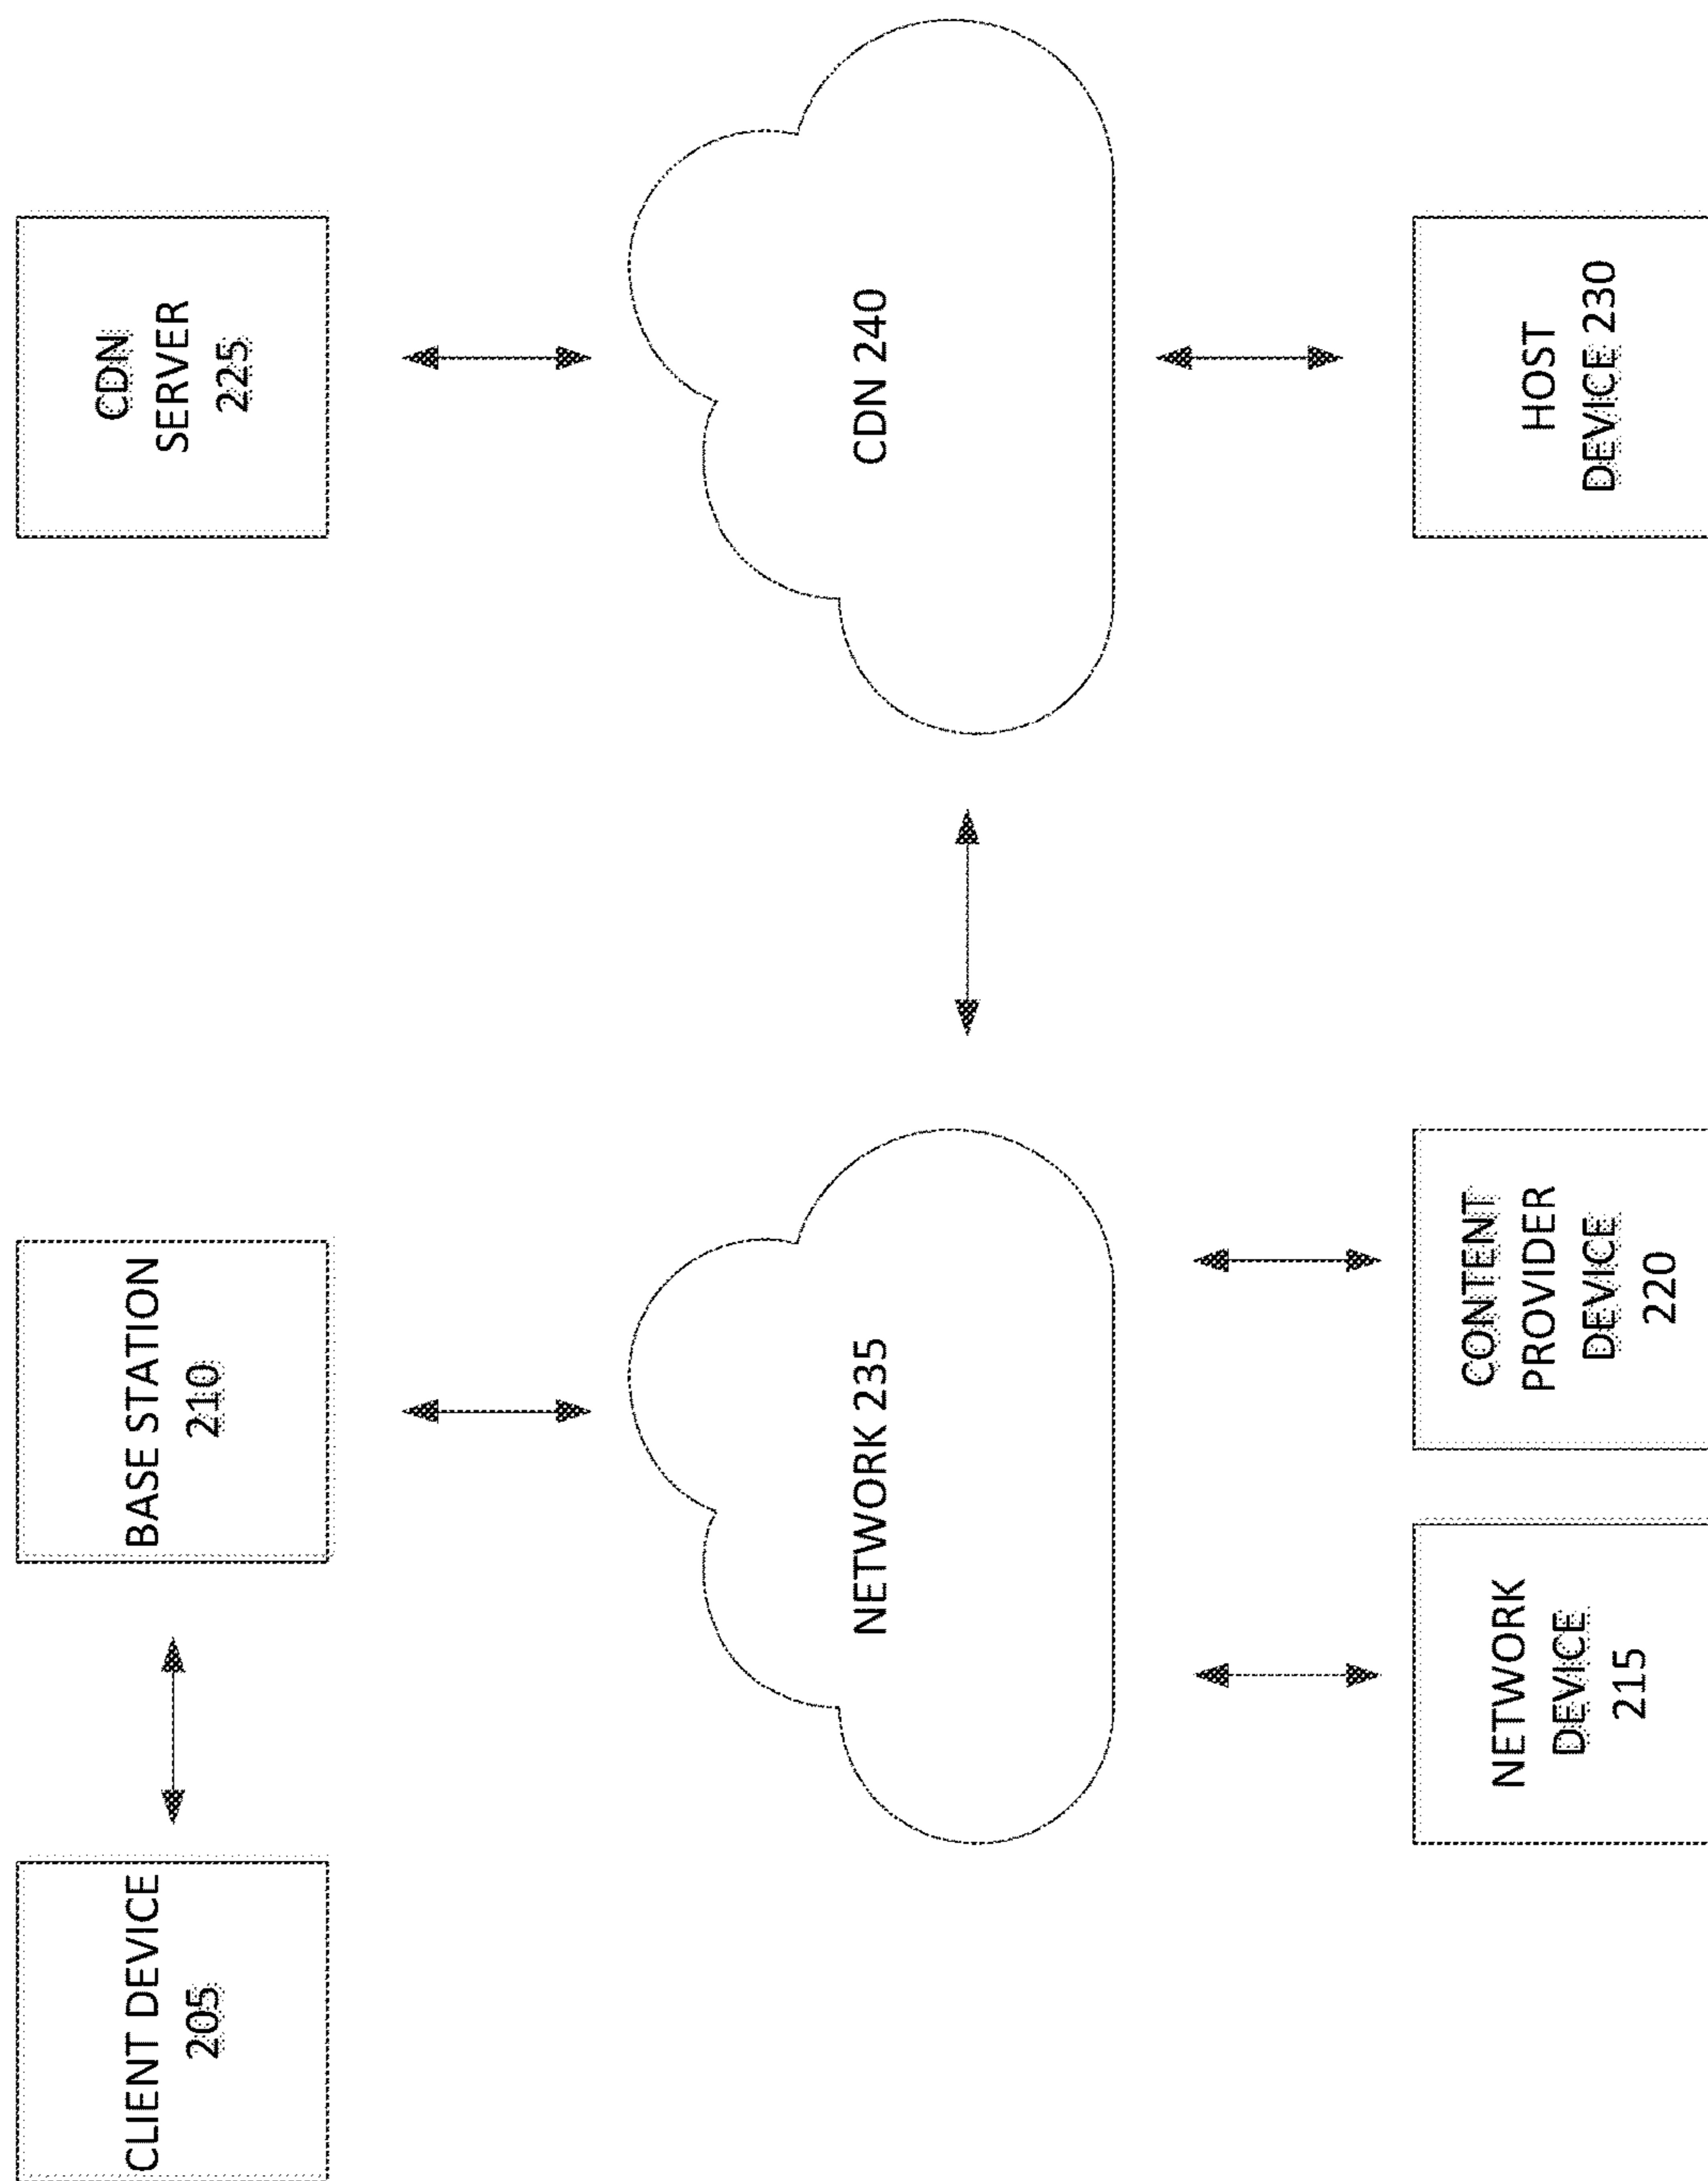 CLIENT DEVICE
205
BASE STATION
210
CDN
SERVER
225
NETWORK 235
CDN 240
NETWORK
DEVICE
215
CONTENT
PROVIDER
DEVICE
220
HOST
DEVICE 230